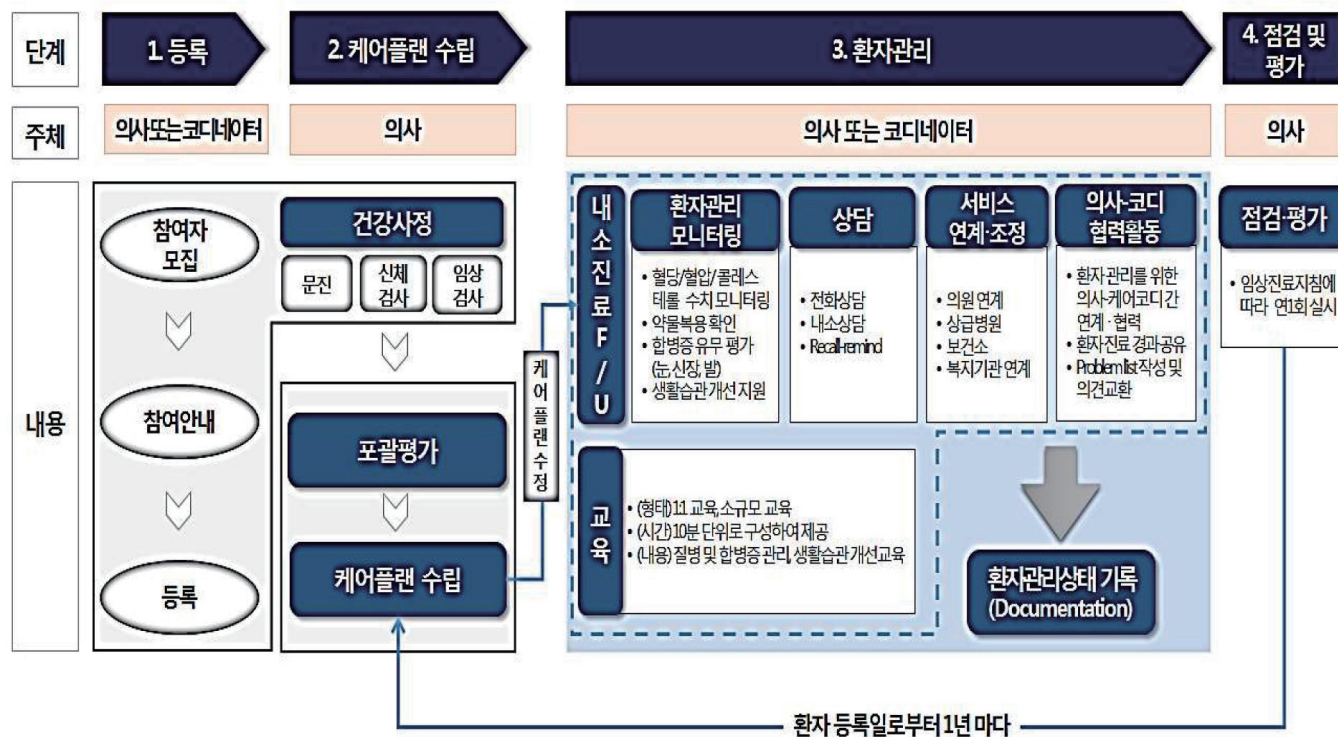 단계
1. 등록
2. 케어플랜 수립
3. 환자관리
4. 점검 및
평가
주체
의사또는코디네이터
의사
의사 또는 코디네이터
의사
내용
참여자
모집
참여안내
등록
건강사정
문진
신체
검사
임상
검사
포괄평가
케어플랜 수립
케어플랜수정
내소진료F/U
환자관리
모니터링
• 혈당/혈압/콜레스
테롤 수치 모니터링
• 약물복용 확인
• 합병증 유무 평가
(눈, 신장, 발)
• 생활습관 개선 지원
상담
• 전화상담
• 내소상담
• Recall-remind
서비스
연계·조정
• 의원 연계
• 상급병원
• 보건소
• 복지기관 연계
의사-코디
협력활동
• 환자 관리를 위한
의사-케어코디 간
연계·협력
• 환자진료 경과공유
• Problem list 작성 및
의견교환
교육
• (형태) 1:1 교육, 소규모 교육
• (시간) 10분 단위로 구성하여 제공
• (내용) 질병 및 합병증 관리, 생활습관 개선교육
환자관리상태 기록
(Documentation)
점검·평가
• 임상진료지침에
따라 연1회 실시
환자 등록일로부터 1년 마다